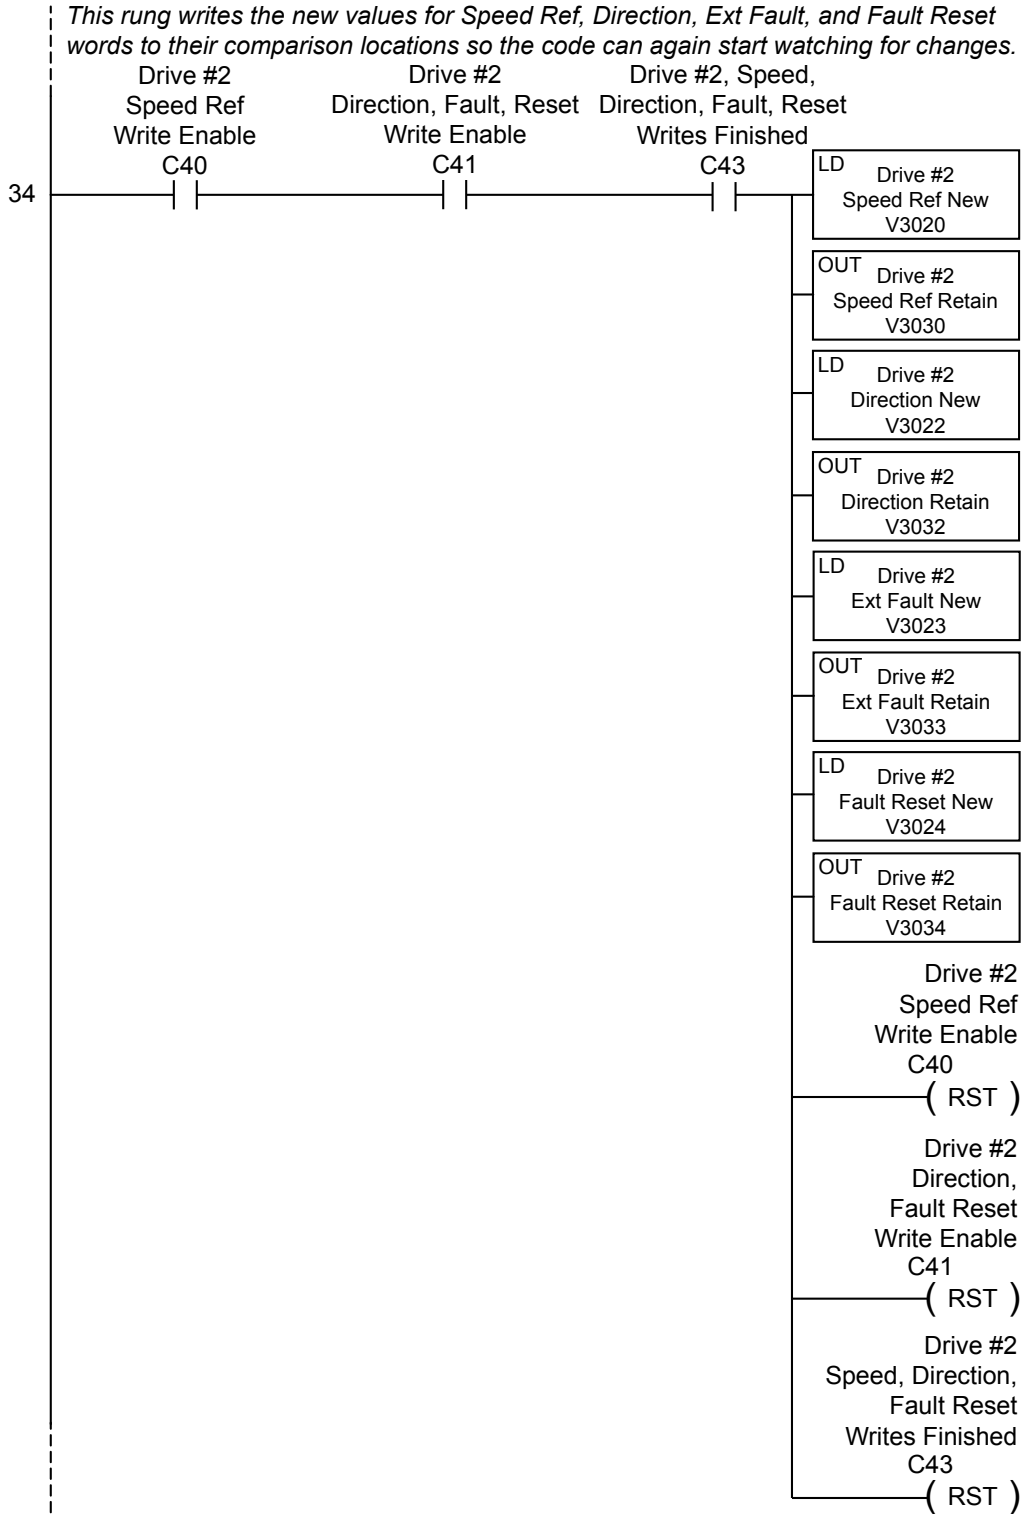 This rung writes the new values for Speed Ref, Direction, Ext Fault, and Fault Reset
words to their comparison locations so the code can again start watching for changes.
Drive #2
Speed Ref
Write Enable
C40
Drive #2
Direction, Fault, Reset
Write Enable
C41
Drive #2, Speed,
Direction, Fault, Reset
Writes Finished
C43
34
LD
Drive #2
Speed Ref New
V3020
OUT
Drive #2
Speed Ref Retain
V3030
LD
Drive #2
Direction New
V3022
OUT
Drive #2
Direction Retain
V3032
LD
Drive #2
Ext Fault New
V3023
OUT
Drive #2
Ext Fault Retain
V3033
LD
Drive #2
Fault Reset New
V3024
OUT
Drive #2
Fault Reset Retain
V3034
Drive #2
Speed Ref
Write Enable
C40
( RST )
Drive #2
Direction,
Fault Reset
Write Enable
C41
( RST )
Drive #2
Speed, Direction,
Fault Reset
Writes Finished
C43
( RST )